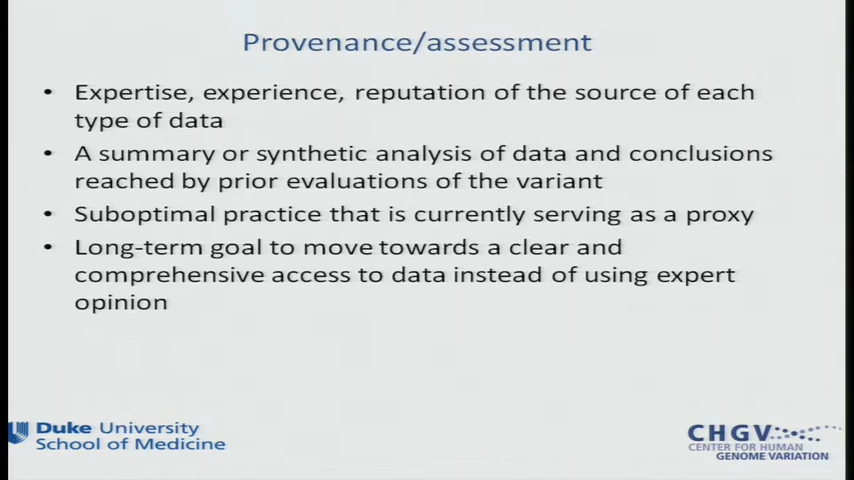 Provenance/assessment
• Expertise, experience, reputation of the source of each
type of data
• A summary or synthetic analysis of data and conclusions
reached by prior evaluations of the variant
• Suboptimal practice that is currently serving as a proxy
• Long-term goal to move towards a clear and
comprehensive access to data instead of using expert
opinion
Duke University
School of Medicine
CHGV
CENTER FOR HUMAN
GENOME VARIATION